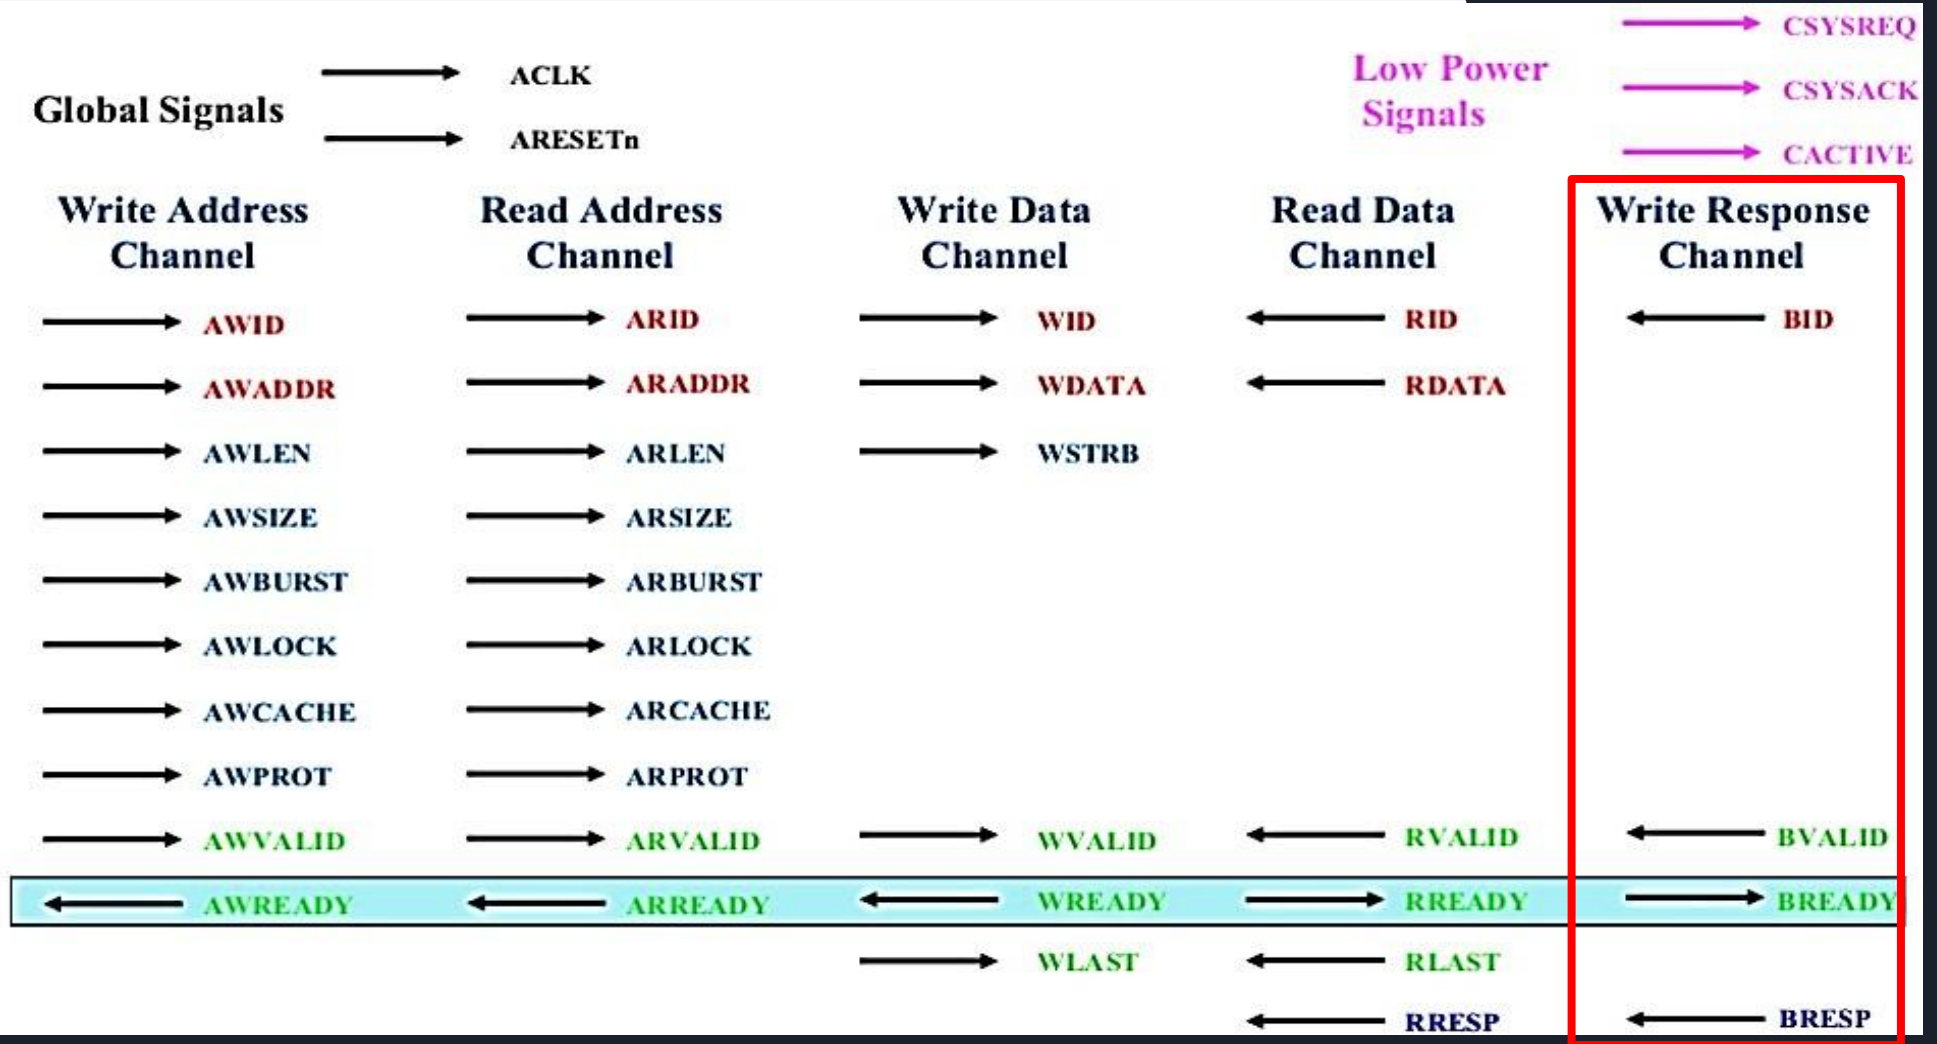 Global Signals
ACLK
ARESETn
Low Power
Signals
CSYSREQ
CSYSACK
CACTIVE
Write Address
Channel
AWID
AWADDR
AWLEN
AWSIZE
AWBURST
AWLOCK
AWCACHE
AWPROT
AWVALID
AWREADY
Read Address
Channel
ARID
ARADDR
ARLEN
ARSIZE
ARBURST
ARLOCK
ARCACHE
ARPROT
ARVALID
ARREADY
Write Data
Channel
WID
WDATA
WSTRB
WVALID
WREADY
WLAST
Read Data
Channel
RID
RDATA
RVALID
RREADY
RLAST
RRESP
Write Response
Channel
BID
BVALID
BREADY
BRESP